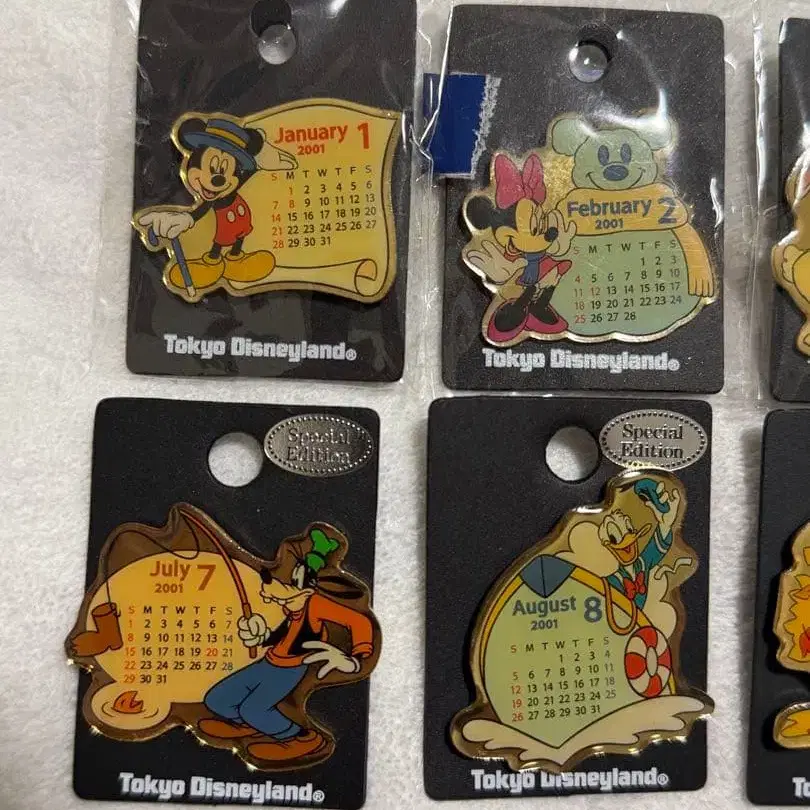 January 1
2001
S M T W T F S
1 2 3 4 5 6
7 8 9 10 11 12 13
14 15 16 17 18 19 20
21 22 23 24 25 26 27
28 29 30 31
Tokyo Disneyland®
February 2
2001
S M T W T F S
1 2 3
4 5 6 7 8 9 10
11 12 13 14 15 16 17
18 19 20 21 22 23 24
25 26 27 28
Tokyo Disneyland®
Special
Edition
July 7
2001
S M T W T F S
1 2 3 4 5 6 7
8 9 10 11 12 13 14
15 16 17 18 19 20 21
22 23 24 25 26 27 28
29 30 31
Tokyo Disneyland®
Special
Edition
August 8
2001
S M T W T F S
1 2 3 4
5 6 7 8 9 10 11
12 13 14 15 16 17 18
19 20 21 22 23 24 25
26 27 28 29 30 31
Tokyo Disneyland®